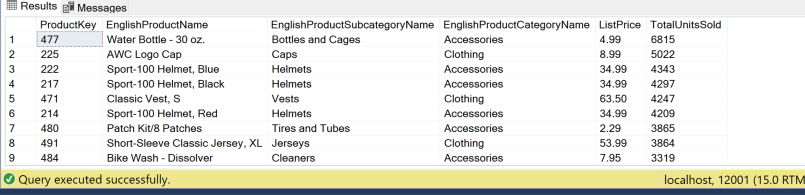 Results Messages
ProductKey EnglishProductName EnglishProductSubcategoryName EnglishProductCategoryName ListPrice TotalUnitsSold
1 477 Water Bottle - 30 oz. Bottles and Cages Accessories 4.99 6815
2 225 AWC Logo Cap Caps Clothing 8.99 5022
3 222 Sport-100 Helmet, Blue Helmets Accessories 34.99 4343
4 217 Sport-100 Helmet, Black Helmets Accessories 34.99 4297
5 471 Classic Vest, S Vests Clothing 63.50 4247
6 214 Sport-100 Helmet, Red Helmets Accessories 34.99 4209
7 480 Patch Kit/8 Patches Tires and Tubes Accessories 2.29 3865
8 491 Short-Sleeve Classic Jersey, XL Jerseys Clothing 53.99 3864
9 484 Bike Wash - Dissolver Cleaners Accessories 7.95 3319
Query executed successfully. localhost, 12001 (15.0 RTM